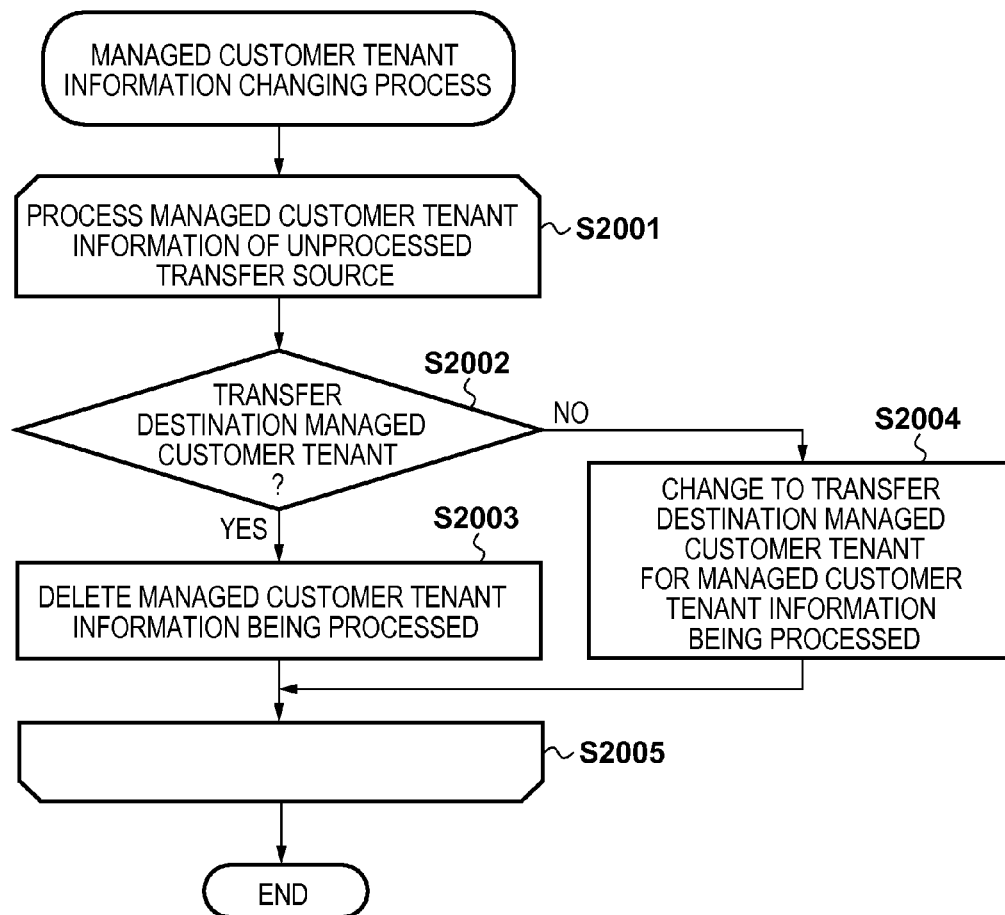 MANAGED CUSTOMER TENANT
INFORMATION CHANGING PROCESS
PROCESS MANAGED CUSTOMER TENANT
INFORMATION OF UNPROCESSED
TRANSFER SOURCE
S2001
S2002
TRANSFER
DESTINATION MANAGED
CUSTOMER TENANT
?
NO
YES
S2004
CHANGE TO TRANSFER
DESTINATION MANAGED
CUSTOMER TENANT
FOR MANAGED CUSTOMER
TENANT INFORMATION
BEING PROCESSED
S2003
DELETE MANAGED CUSTOMER TENANT
INFORMATION BEING PROCESSED
S2005
END